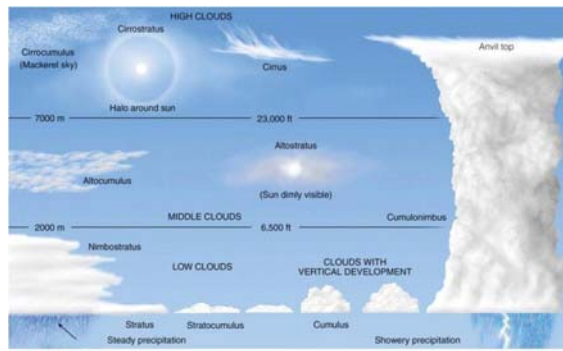 HIGH CLOUDS
Cirrostratus
Anvil top
Cirrocumulus
(Mackerel sky)
Cirrus
Halo around sun
7000 m
23,000 ft
Altostratus
Altocumulus
(Sun dimly visible)
MIDDLE CLOUDS
Cumulonimbus
2000 m
6,500 ft
Nimbostratus
LOW CLOUDS
CLOUDS WITH
VERTICAL DEVELOPMENT
Stratus
Stratocumulus
Cumulus
Steady precipitation
Showery precipitation